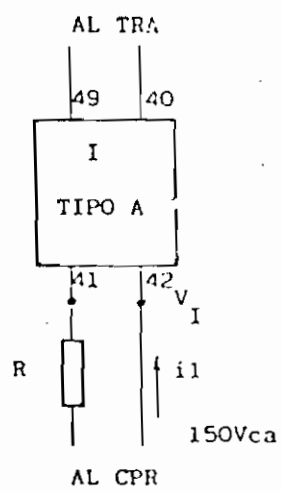 AL TRA
49 40
I
TIPO A
41 42
V
I
R
i1
150Vca
AL CPR